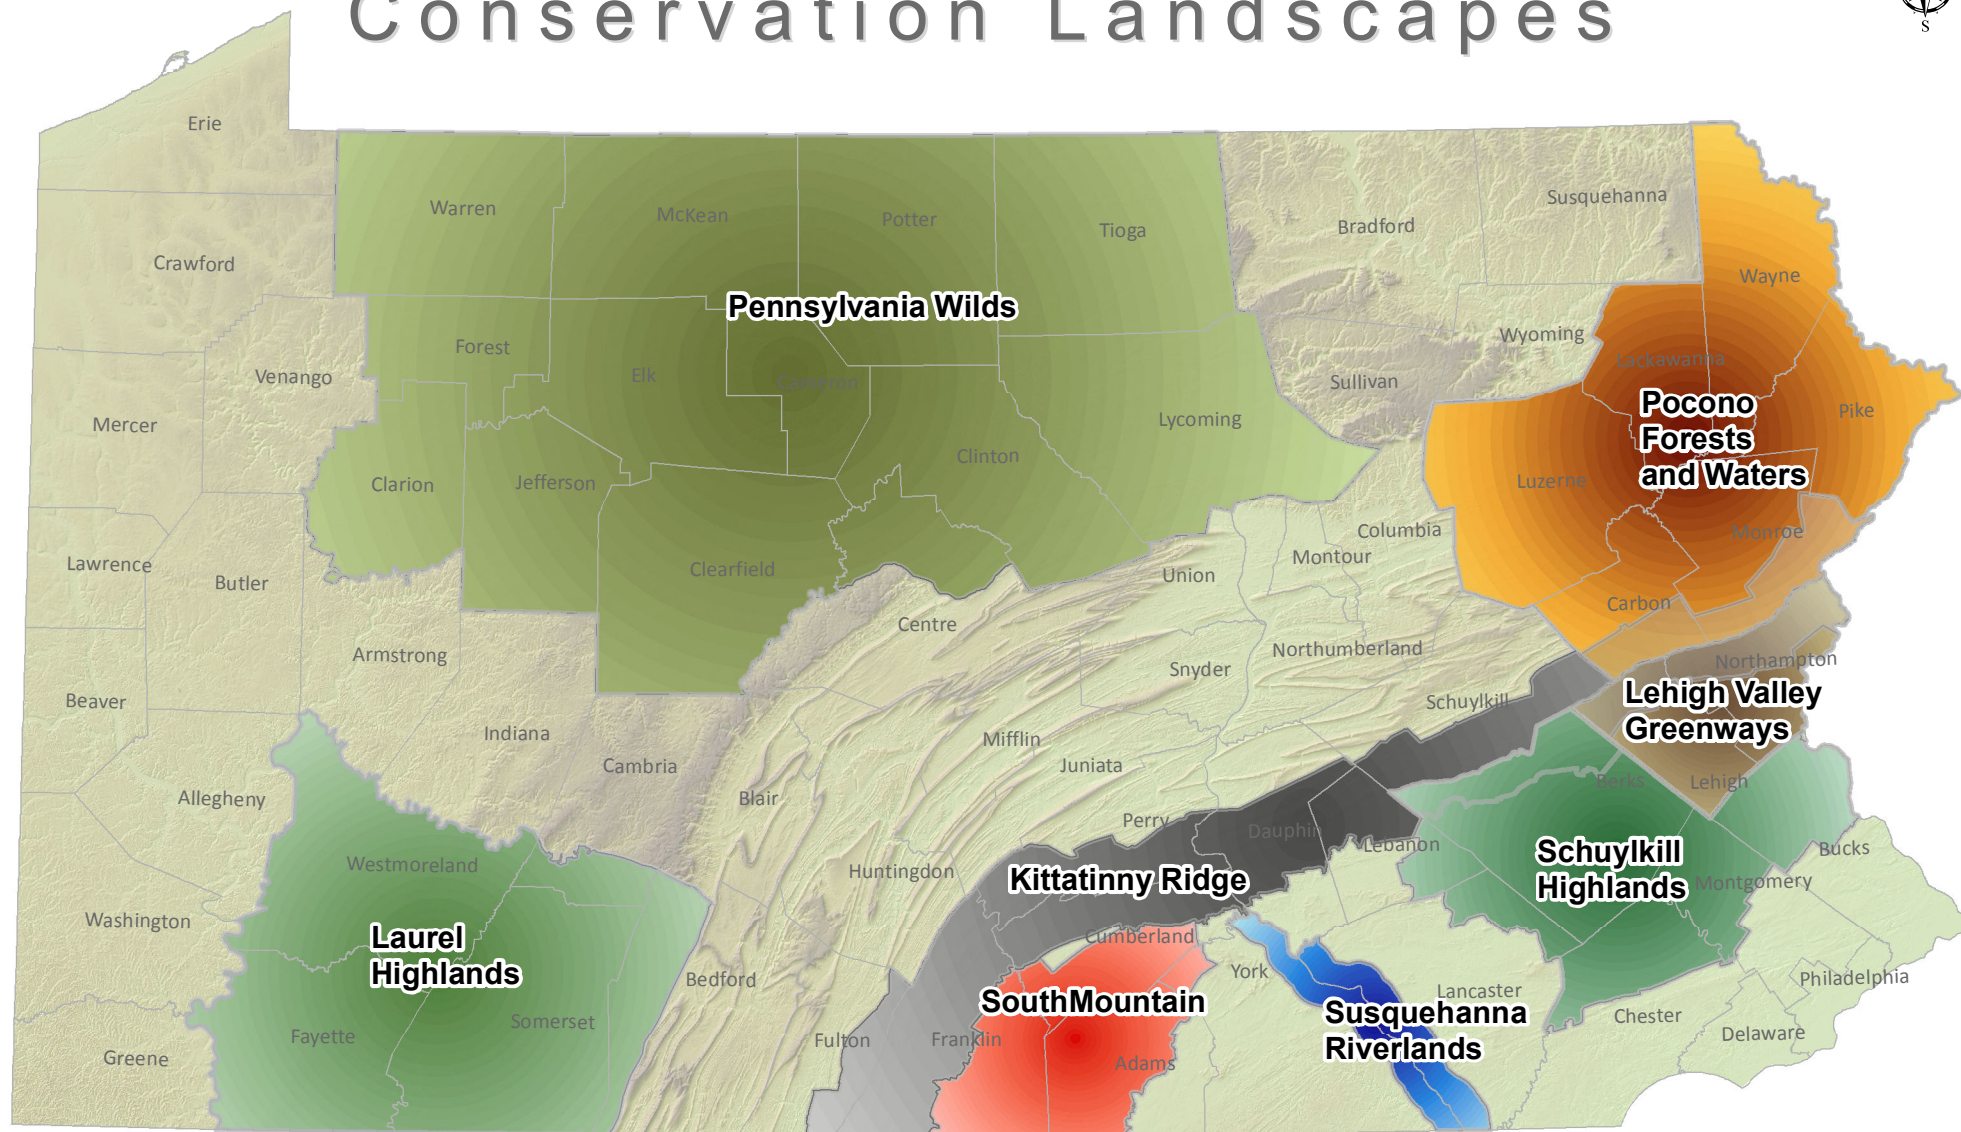 Conservation Landscapes
S
Erie
Warren
McKean
Potter
Tioga
Bradford
Susquehanna
Wayne
Crawford
Pennsylvania Wilds
Forest
Elk
Cameron
Wyoming
Lackawanna
Venango
Sullivan
Mercer
Lycoming
Pocono
Forests
and Waters
Pike
Clarion
Jefferson
Clinton
Luzerne
Columbia
Monroe
Lawrence
Butler
Clearfield
Union
Montour
Carbon
Centre
Armstrong
Snyder
Northumberland
Northampton
Beaver
Schuylkill
Lehigh Valley
Greenways
Indiana
Mifflin
Cambria
Juniata
Berks
Lehigh
Allegheny
Blair
Perry
Dauphin
Lebanon
Bucks
Westmoreland
Huntingdon
Kittatinny Ridge
Schuylkill
Highlands
Montgomery
Washington
Laurel
Highlands
Cumberland
Bedford
York
Philadelphia
Lancaster
SouthMountain
Susquehanna
Riverlands
Chester
Somerset
Fayette
Fulton
Franklin
Delaware
Greene
Adams